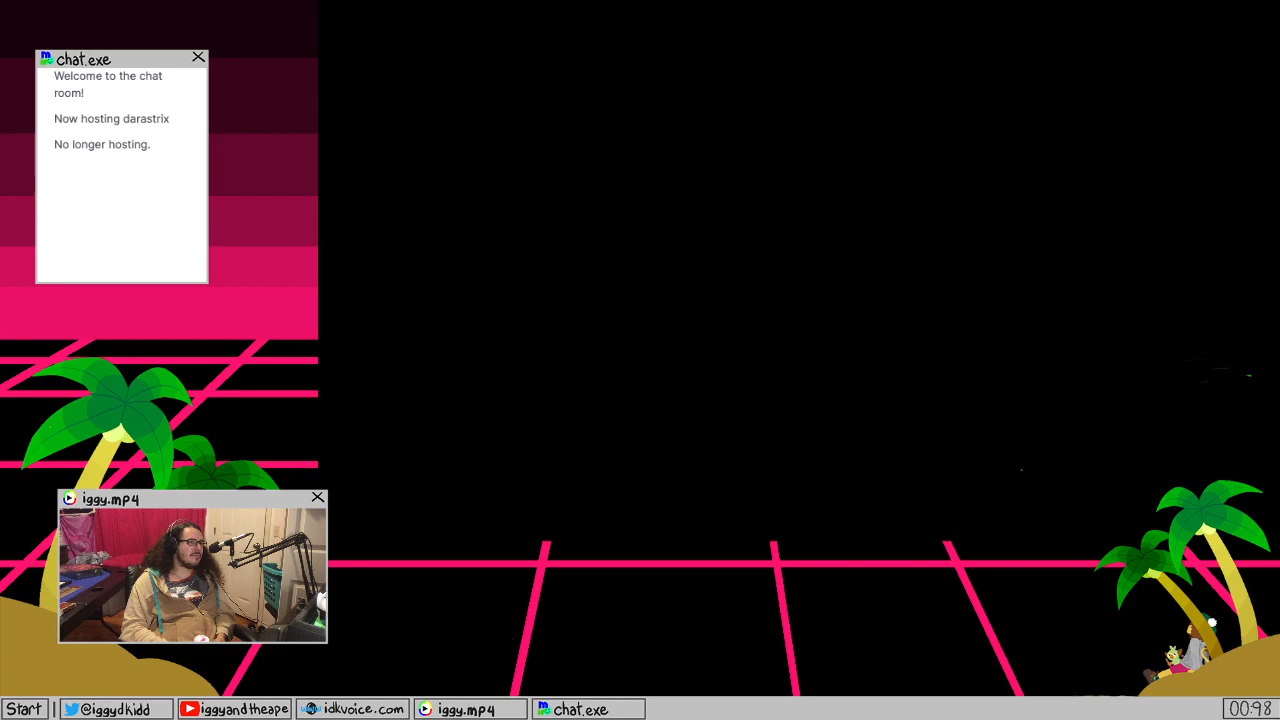 chat.exe
Welcome to the chat
room!
Now hosting darastrix
No longer hosting.
iggy.mp4
Start | @iggydkidd iggyandtheape idkvoice.com iggy.mp4 chat.exe 00:98